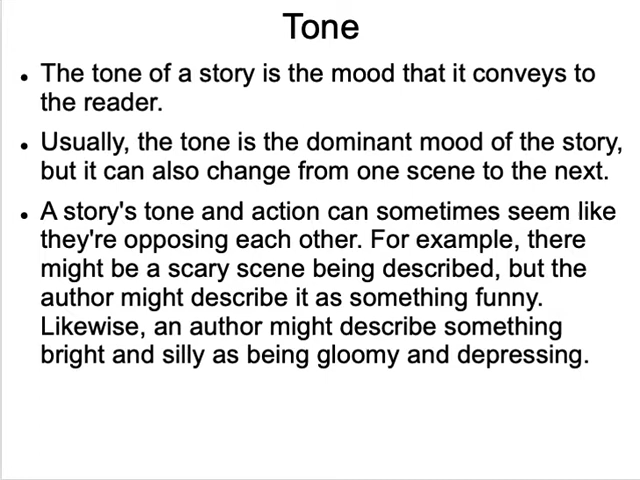 Tone
• The tone of a story is the mood that it conveys to
the reader.
• Usually, the tone is the dominant mood of the story,
but it can also change from one scene to the next.
• A story's tone and action can sometimes seem like
they're opposing each other. For example, there
might be a scary scene being described, but the
author might describe it as something funny.
Likewise, an author might describe something
bright and silly as being gloomy and depressing.